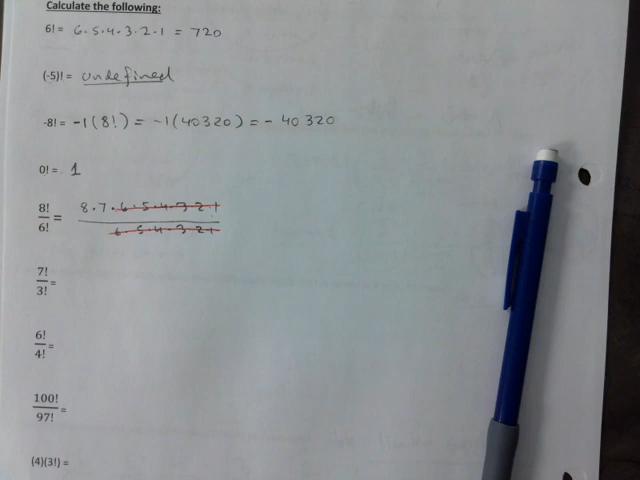 Calculate the following:
6! = 6·5·4·3·2·1 = 720
(-5)! = undefined
-8! = -1(8!) = -1(40320) = - 40320
0! = 1
8!/6! = 8·7·6·5·4·3·2·1/6·5·4·3·2·1
7!/3! =
6!/4! =
100!/97! =
(4)(3!) =